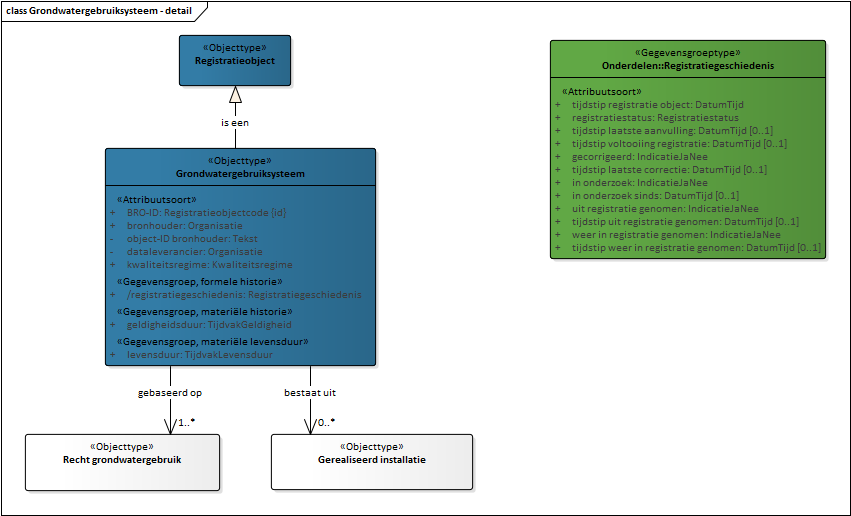 class Grondwatergebruiksysteem - detail
«Objecttype»
Registratieobject
is een
«Objecttype»
Grondwatergebruiksysteem
«Attribuutsoort»
+ BRO-ID: Registratieobjectcode {id}
+ bronhouder: Organisatie
- object-ID bronhouder: Tekst
- dataleverancier: Organisatie
+ kwaliteitsregime: Kwaliteitsregime
«Gegevensgroep, formele historie»
+ /registratiegeschiedenis: Registratiegeschiedenis
«Gegevensgroep, materiële historie»
+ geldigheidsduur: TijdvakGeldigheid
«Gegevensgroep, materiële levensduur»
+ levensduur: TijdvakLevensduur
gebaseerd op
1..*
bestaat uit
0..*
«Objecttype»
Recht grondwatergebruik
«Objecttype»
Gerealiseerd installatie
«Gegevensgroeptype»
Onderdelen::Registratiegeschiedenis
«Attribuutsoort»
+ tijdstip registratie object: DatumTijd
+ registratiestatus: Registratiestatus
+ tijdstip laatste aanvulling: DatumTijd [0..1]
+ tijdstip voltooiing registratie: DatumTijd [0..1]
+ gecorrigeerd: IndicatieJaNee
+ tijdstip laatste correctie: DatumTijd [0..1]
+ in onderzoek: IndicatieJaNee
+ in onderzoek sinds: DatumTijd [0..1]
+ uit registratie genomen: IndicatieJaNee
+ tijdstip uit registratie genomen: DatumTijd [0..1]
+ weer in registratie genomen: IndicatieJaNee
+ tijdstip weer in registratie genomen: DatumTijd [0..1]